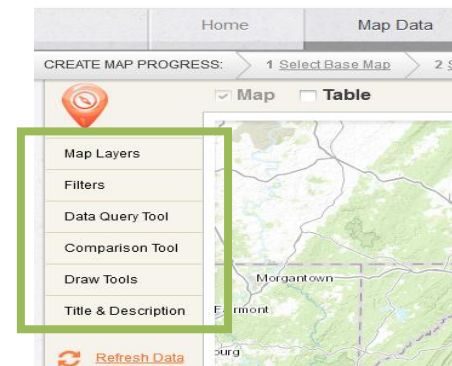 Home Map Data
CREATE MAP PROGRESS: 1 Select Base Map 2
Map Table
Map Layers
Filters
Data Query Tool
Comparison Tool
Draw Tools
Morgantown
Title & Description
Refresh Data